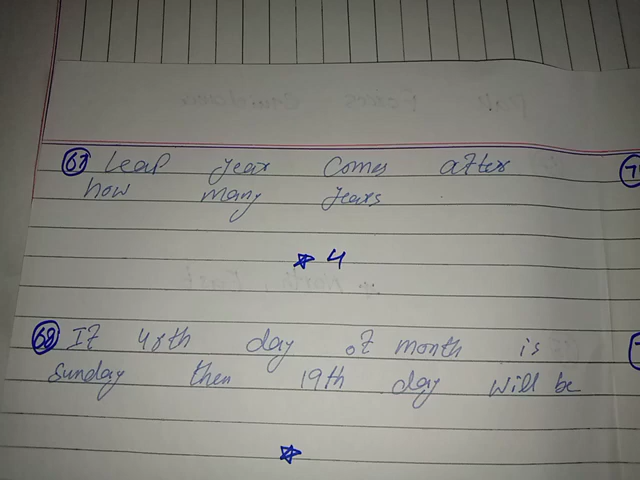 67 Leap year comes after
how many years
★ 4
68 If 48th day of month is
sunday then 19th day will be
★